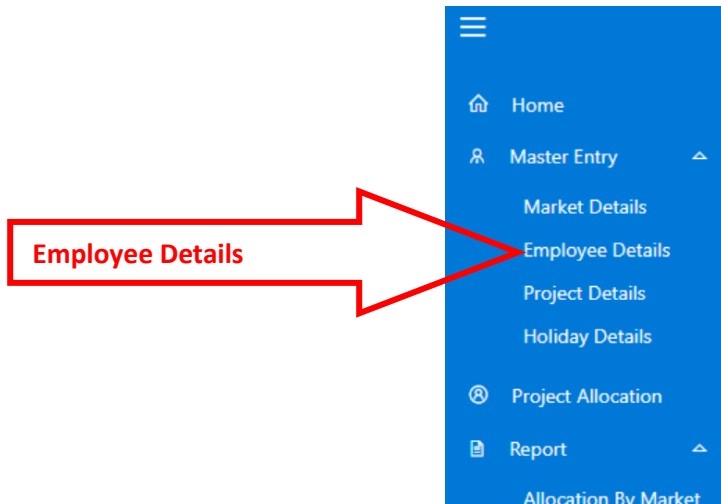 Home
Master Entry
Market Details
Employee Details
Employee Details
Project Details
Holiday Details
Project Allocation
Report
Allocation By Market